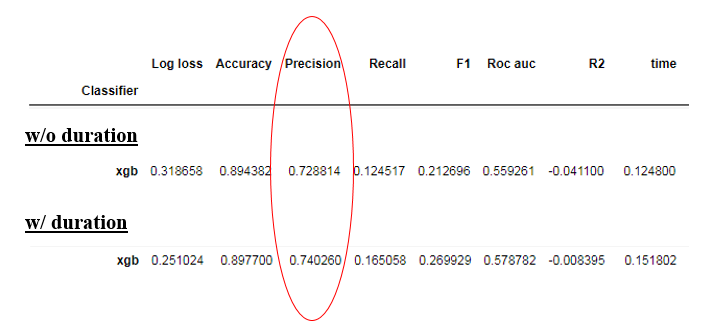 Log loss Accuracy Precision Recall F1 Roc auc R2 time
Classifier
w/o duration
xgb 0.318658 0.894382 0.728814 0.124517 0.212696 0.559261 -0.041100 0.124800
w/ duration
xgb 0.251024 0.897700 0.740260 0.165058 0.269929 0.578782 -0.008395 0.151802